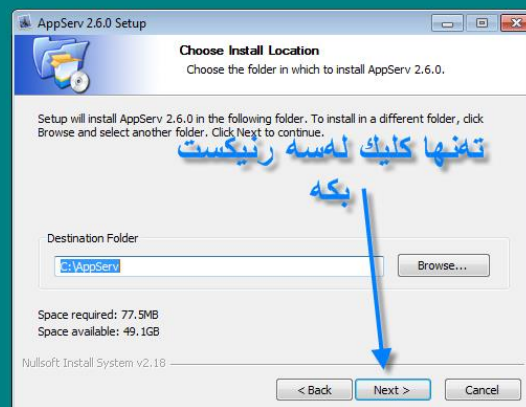 AppServ 2.6.0 Setup
Choose Install Location
Choose the folder in which to install AppServ 2.6.0.
Setup will install AppServ 2.6.0 in the following folder. To install in a different folder, click
Browse and select another folder. Click Next to continue.
تهنها كليك لهسه رنيكست
بكه
Destination Folder
C:\AppServ
Browse...
Space required: 77.5MB
Space available: 49.1GB
Nullsoft Install System v2.18
< Back
Next >
Cancel